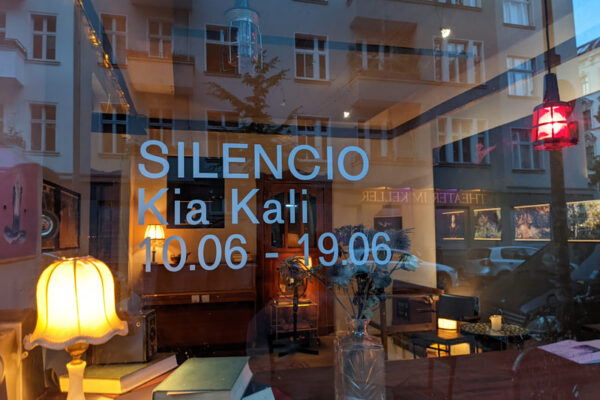 SILENCIO
Kia Kali
10.06 - 19.06
THEATER IM KELLER